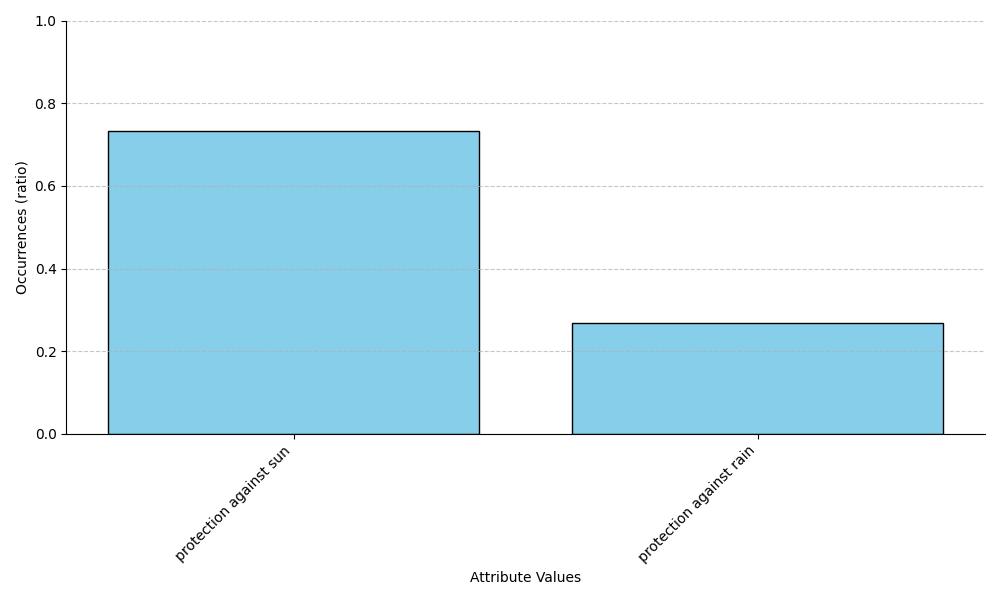 1.0
0.8
0.6
0.4
0.2
0.0
Occurrences (ratio)
protection against sun
protection against rain
Attribute Values